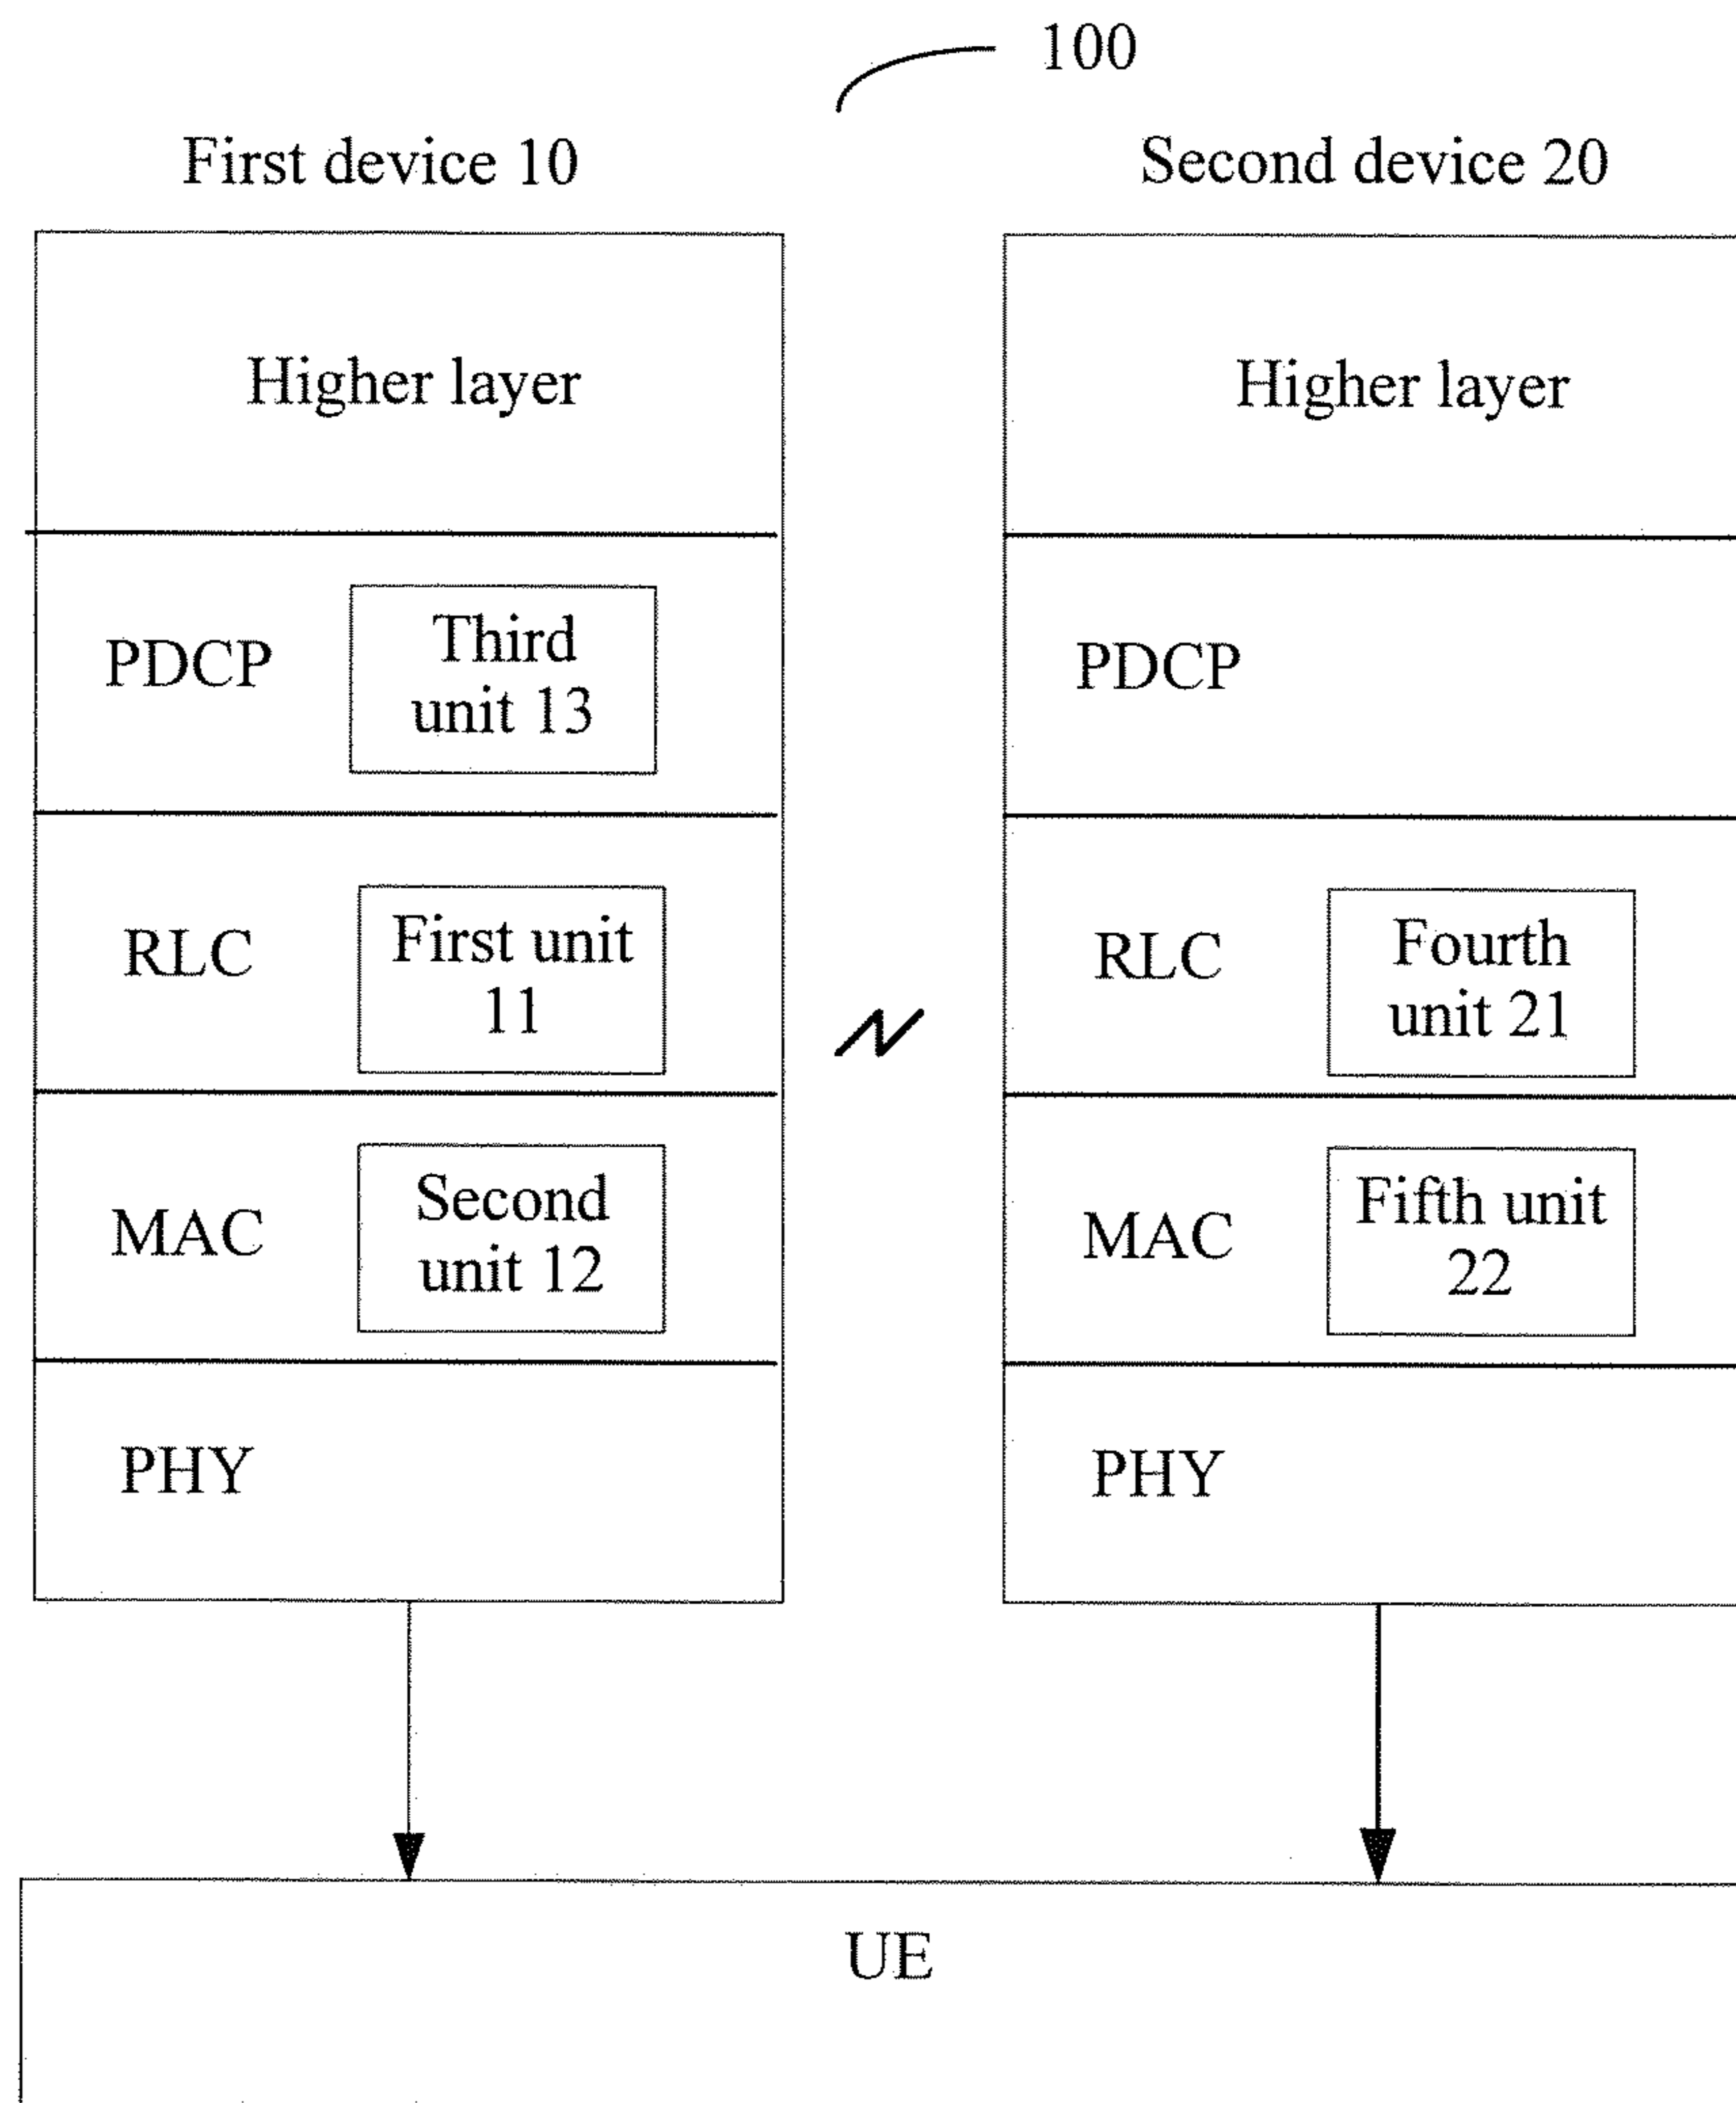 100
First device 10
Second device 20
Higher layer
Higher layer
PDCP
Third
unit 13
PDCP
RLC
First unit
11
RLC
Fourth
unit 21
MAC
Second
unit 12
MAC
Fifth unit
22
PHY
PHY
UE